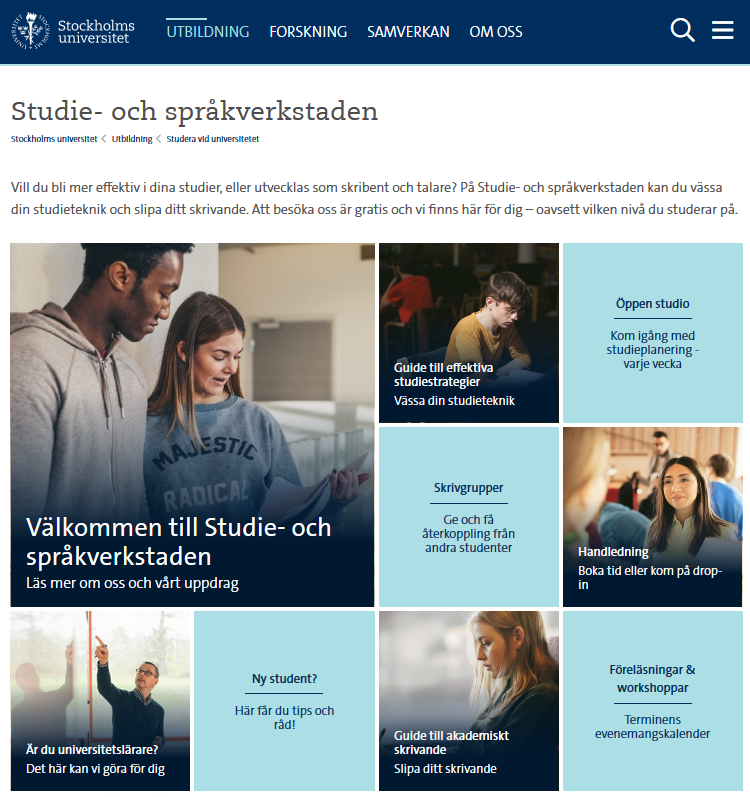 Stockholms
universitet
UTBILDNING FORSKNING SAMVERKAN OM OSS
Studie- och språkverkstaden
Stockholms universitet < Utbildning < Studera vid universitetet
Vill du bli mer effektiv i dina studier, eller utvecklas som skribent och talare? På Studie- och språkverkstaden kan du vässa
din studieteknik och slipa ditt skrivande. Att besöka oss är gratis och vi finns här för dig – oavsett vilken nivå du studerar på.
MAJESTIC
RADICAL
Välkommen till Studie- och
språkverkstaden
Läs mer om oss och vårt uppdrag
Guide till effektiva
studiestrategier
Vässa din studieteknik
Öppen studio
Kom igång med
studieplanering -
varje vecka
Skrivgrupper
Ge och få
återkoppling från
andra studenter
Handledning
Boka tid eller kom på drop-
in
Är du universitetslärare?
Det här kan vi göra för dig
Ny student?
Här får du tips och
råd!
Guide till akademiskt
skrivande
Slipa ditt skrivande
Föreläsningar &
workshoppar
Terminens
evenemangskalender